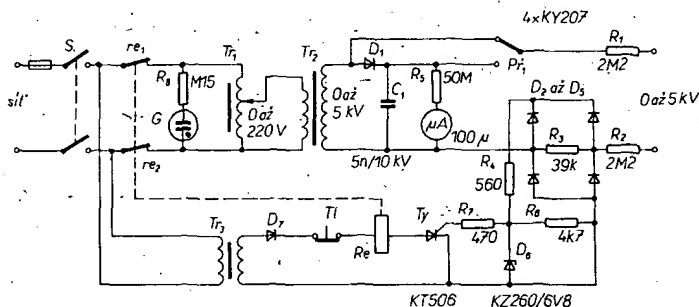 4×KY207
S.
re₁
Tr₁
Tr₂
D₁
R₁
2M2
Př₁
R₈
M15
R₅
50M
C₁
D₂ až D₅
síť
G
0 až
220 V
0 až
5 kV
μA
100 μ
R₃
39k
R₂
2M2
0 až 5 kV
5n/10 kV
re₂
R₄
560
Tr₃
D₇
Tl
Re
Ty
R₇
470
R₆
4k7
D₆
KT506
KZ260/6V8